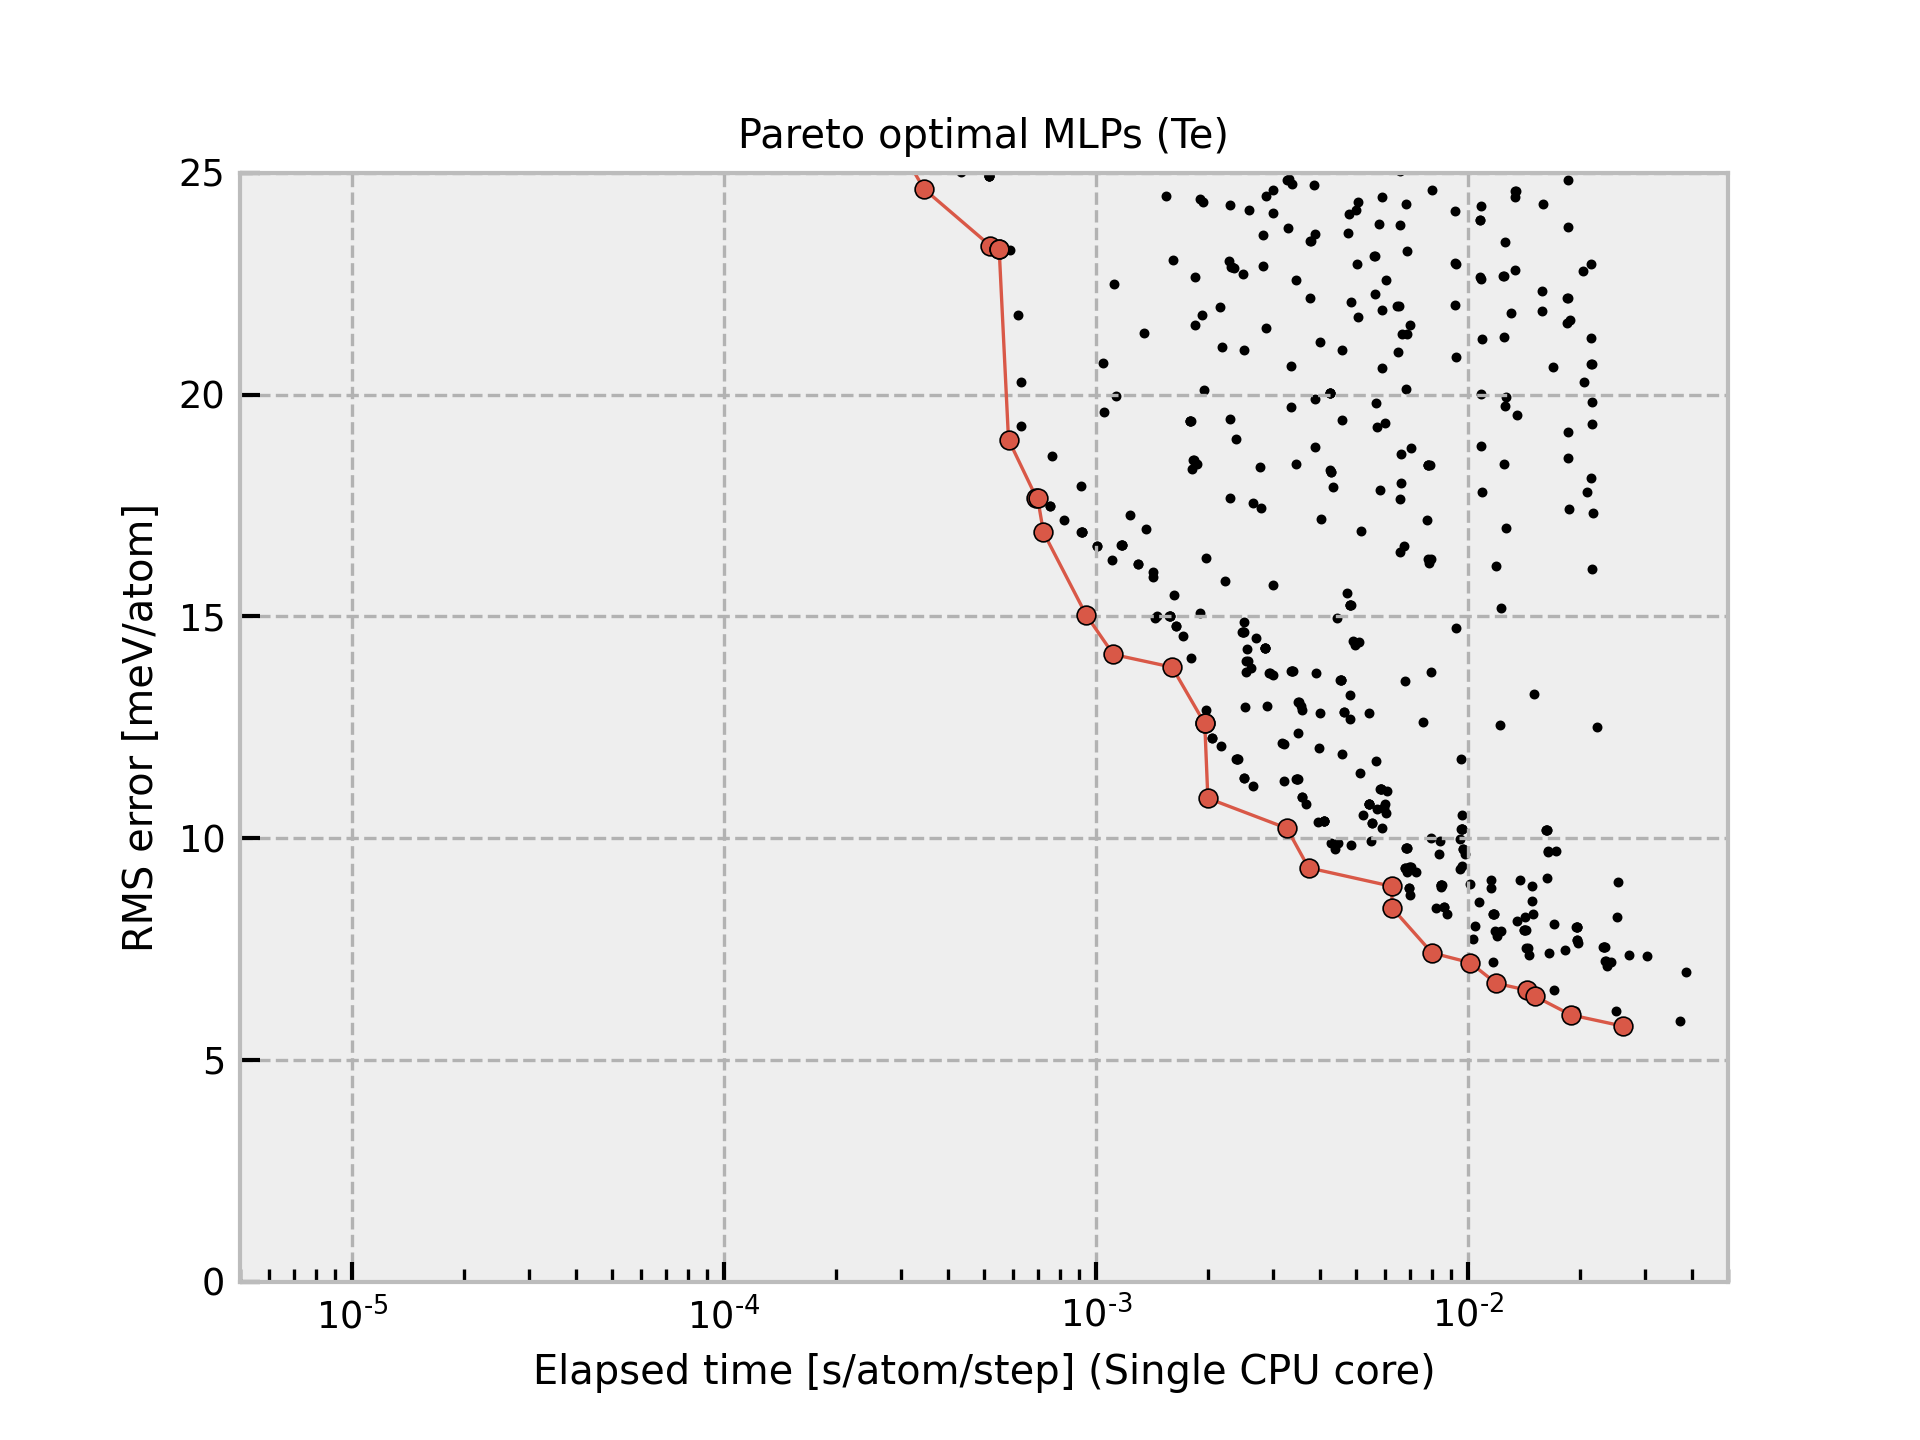 Pareto optimal MLPs (Te)
25
20
15
10
5
0
RMS error [meV/atom]
10-5 10-4 10-3 10-2
Elapsed time [s/atom/step] (Single CPU core)